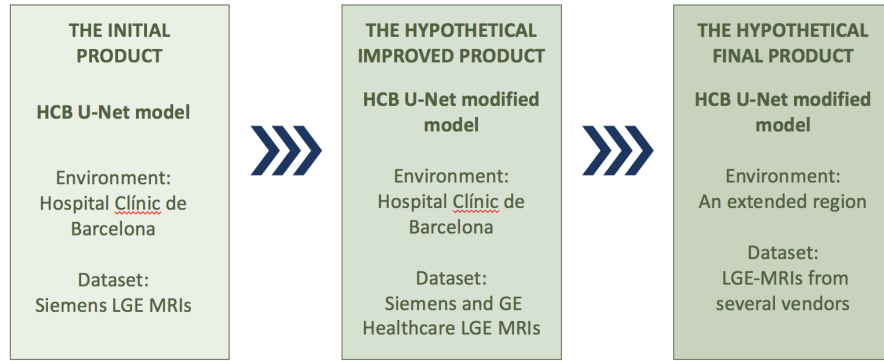 THE INITIAL
PRODUCT
HCB U-Net model
Environment:
Hospital Clínic de
Barcelona
Dataset:
Siemens LGE MRIs
THE HYPOTHETICAL
IMPROVED PRODUCT
HCB U-Net modified
model
Environment:
Hospital Clínic de
Barcelona
Dataset:
Siemens and GE
Healthcare LGE MRIs
THE HYPOTHETICAL
FINAL PRODUCT
HCB U-Net modified
model
Environment:
An extended region
Dataset:
LGE-MRIs from
several vendors